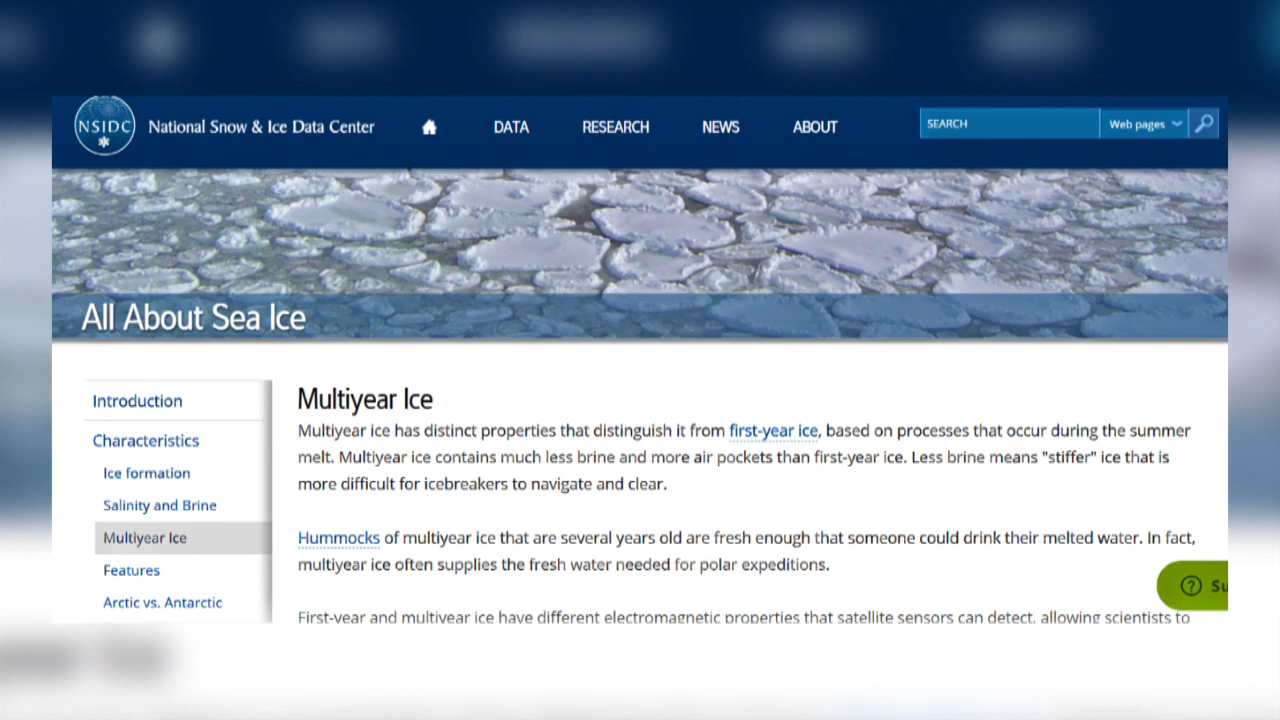 NSIDC
National Snow & Ice Data Center
DATA
RESEARCH
NEWS
ABOUT
SEARCH
Web pages
All About Sea Ice
Introduction
Characteristics
Ice formation
Salinity and Brine
Multiyear Ice
Features
Arctic vs. Antarctic
Multiyear Ice
Multiyear ice has distinct properties that distinguish it from first-year ice, based on processes that occur during the summer
melt. Multiyear ice contains much less brine and more air pockets than first-year ice. Less brine means "stiffer" ice that is
more difficult for icebreakers to navigate and clear.
Hummocks of multiyear ice that are several years old are fresh enough that someone could drink their melted water. In fact,
multiyear ice often supplies the fresh water needed for polar expeditions.
First-year and multiyear ice have different electromagnetic properties that satellite sensors can detect, allowing scientists to
? Su